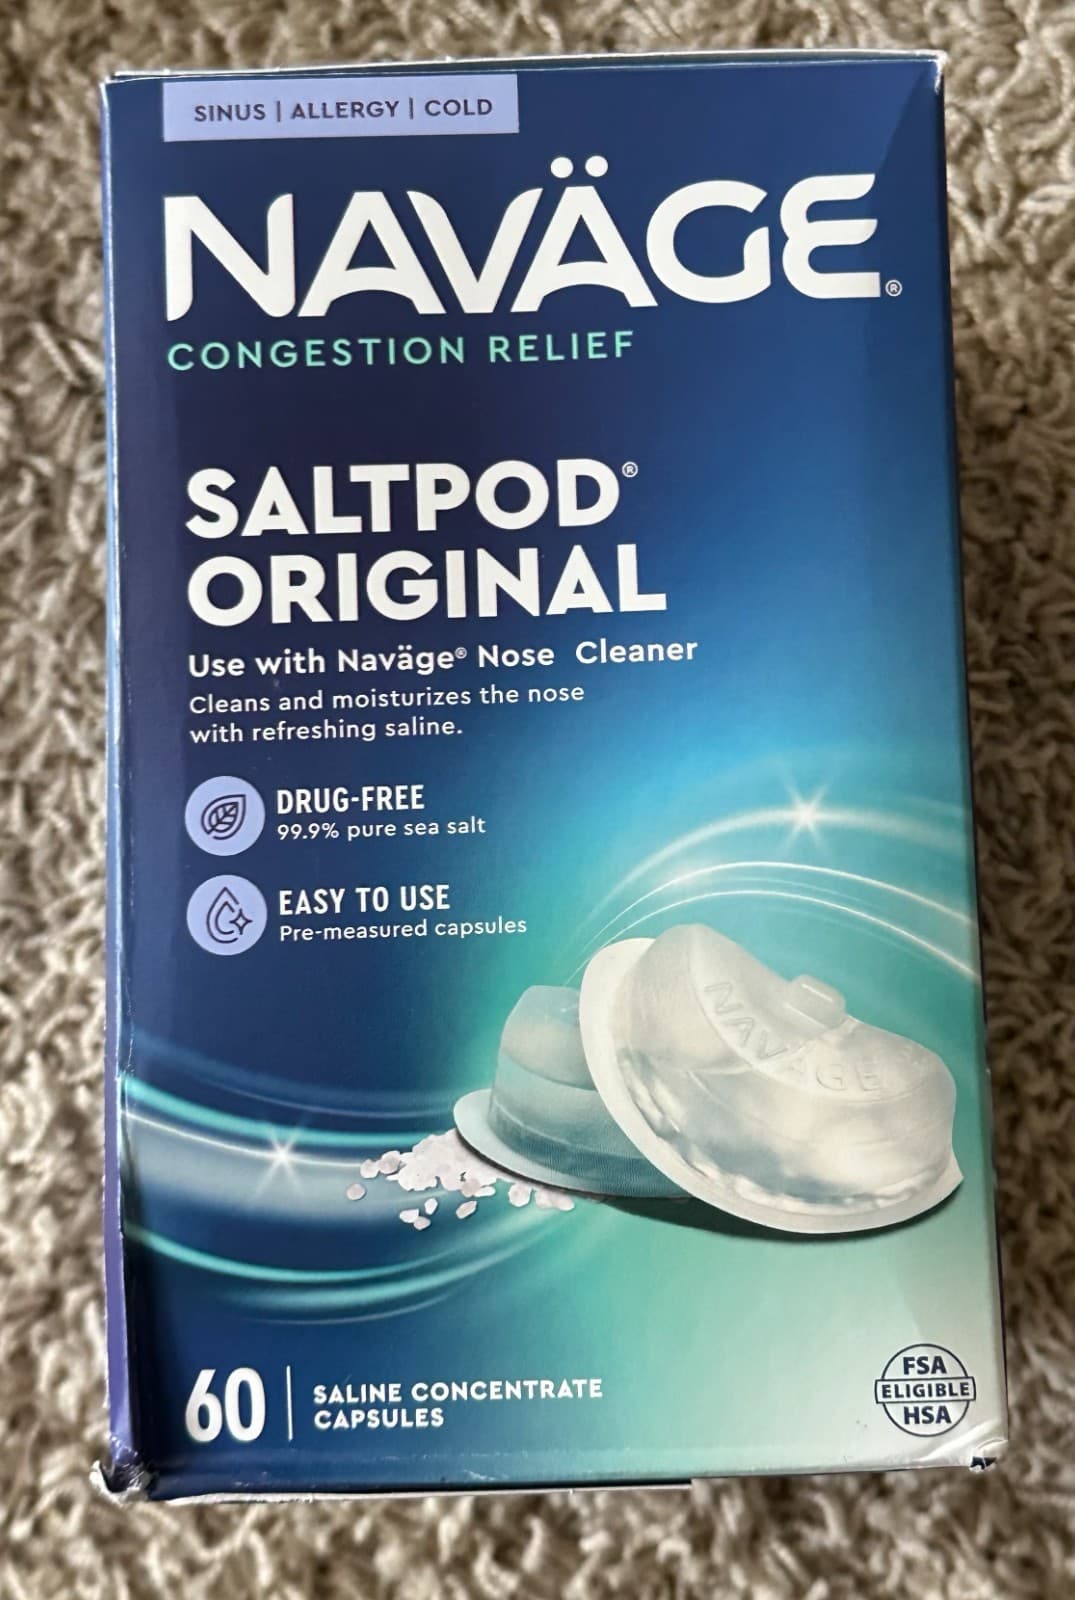 SINUS | ALLERGY | COLD
NAVÄGE®
CONGESTION RELIEF
SALTPOD®
ORIGINAL
Use with Naväge® Nose Cleaner
Cleans and moisturizes the nose
with refreshing saline.
DRUG-FREE
99.9% pure sea salt
EASY TO USE
Pre-measured capsules
NAVAGE
60
SALINE CONCENTRATE
CAPSULES
FSA
ELIGIBLE
HSA